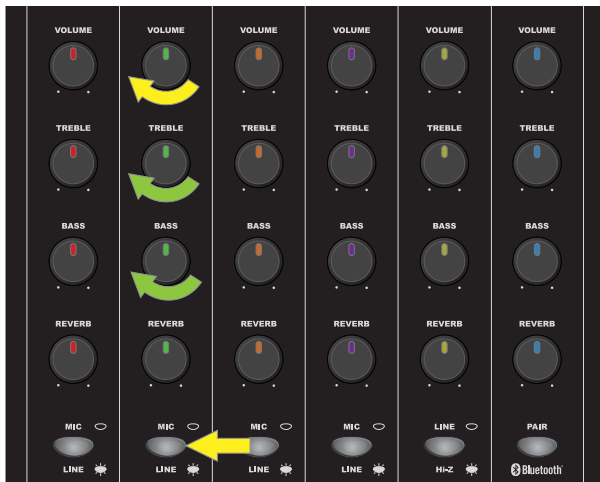 VOLUME VOLUME VOLUME VOLUME VOLUME VOLUME
TREBLE TREBLE TREBLE TREBLE TREBLE TREBLE
BASS BASS BASS BASS BASS BASS
REVERB REVERB REVERB REVERB REVERB REVERB
MIC MIC MIC MIC LINE PAIR
LINE LINE LINE LINE Hi-Z Bluetooth